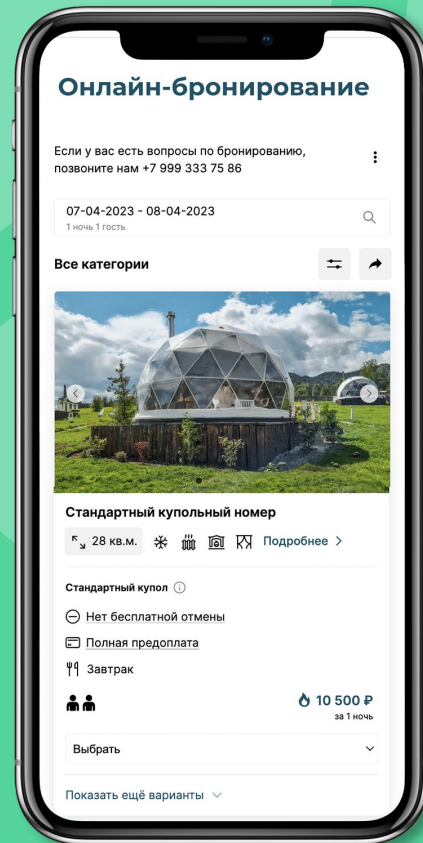 Онлайн-бронирование
Если у вас есть вопросы по бронированию,
позвоните нам +7 999 333 75 86
07-04-2023 - 08-04-2023
1 ночь 1 гость
Все категории
Стандартный купольный номер
28 кв.м. Подробнее >
Стандартный купол
Нет бесплатной отмены
Полная предоплата
Завтрак
10 500 ₽
за 1 ночь
Выбрать
Показать ещё варианты